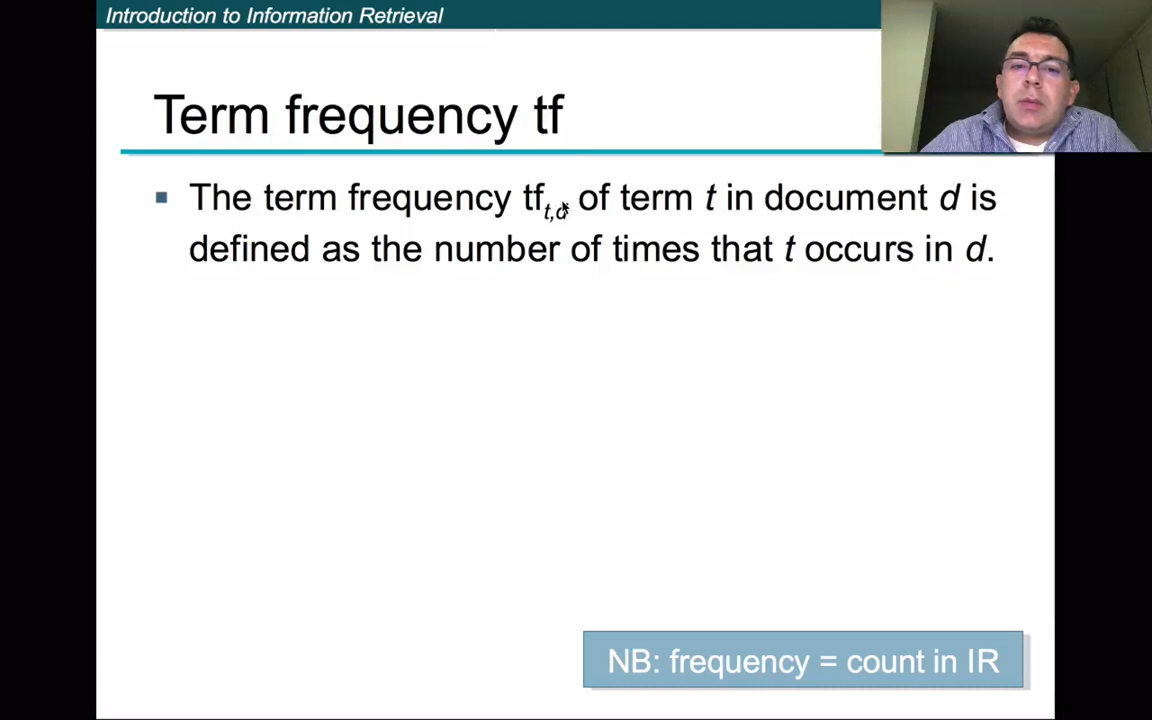 Introduction to Information Retrieval
Term frequency tf
▪ The term frequency tf_t,d of term t in document d is
defined as the number of times that t occurs in d.
NB: frequency = count in IR